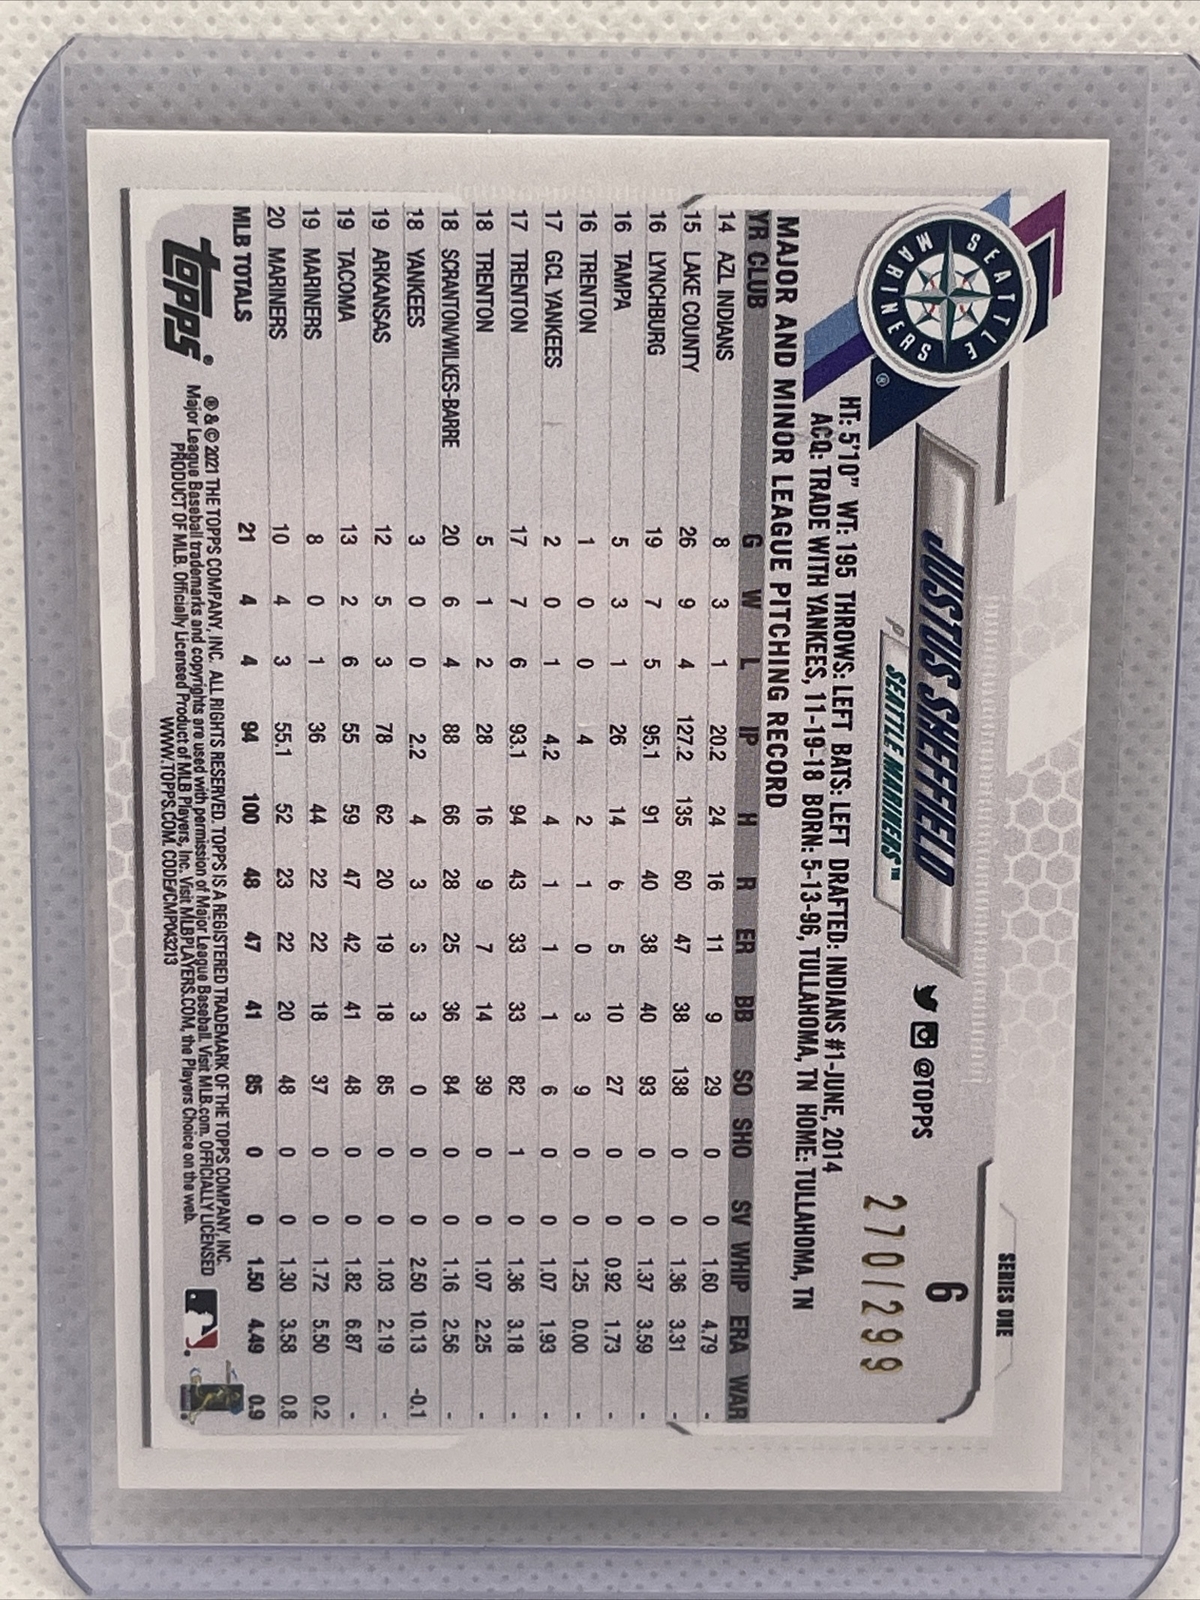 SERIES ONE
6
JUSTUS SHEFFIELD
@TOPPS
P SEATTLE MARINERS™
270/299
SEATTLE MARINERS ®
HT: 5'10" WT: 195 THROWS: LEFT BATS: LEFT DRAFTED: INDIANS #1-JUNE, 2014
ACQ: TRADE WITH YANKEES, 11-19-18 BORN: 5-13-96, TULLAHOMA, TN HOME: TULLAHOMA, TN
MAJOR AND MINOR LEAGUE PITCHING RECORD
YR CLUB G W L IP H R ER BB SO SHO SV WHIP ERA WAR
14 AZL INDIANS 8 3 1 20.2 24 16 11 9 29 0 0 1.60 4.79 -
15 LAKE COUNTY 26 9 4 127.2 135 60 47 38 138 0 0 1.36 3.31 -
16 LYNCHBURG 19 7 5 95.1 91 40 38 40 93 0 0 1.37 3.59 -
16 TAMPA 5 3 1 26 14 6 5 10 27 0 0 0.92 1.73 -
16 TRENTON 1 0 0 4 2 1 0 3 9 0 0 1.25 0.00 -
17 GCL YANKEES 2 0 1 4.2 4 1 1 1 6 0 0 1.07 1.93 -
17 TRENTON 17 7 6 93.1 94 43 33 33 82 1 0 1.36 3.18 -
18 TRENTON 5 1 2 28 16 9 7 14 39 0 0 1.07 2.25 -
18 SCRANTON/WILKES-BARRE 20 6 4 88 66 28 25 36 84 0 0 1.16 2.56 -
18 YANKEES 3 0 0 2.2 4 3 3 3 0 0 0 2.50 10.13 -0.1
19 ARKANSAS 12 5 3 78 62 20 19 18 85 0 0 1.03 2.19 -
19 TACOMA 13 2 6 55 59 47 42 41 48 0 0 1.82 6.87 -
19 MARINERS 8 0 1 36 44 22 22 18 37 0 0 1.72 5.50 0.2
20 MARINERS 10 4 3 55.1 52 23 22 20 48 0 0 1.30 3.58 0.8
MLB TOTALS 21 4 4 94 100 48 47 41 85 0 0 1.50 4.49 0.9
topps®
® & © 2021 THE TOPPS COMPANY, INC. ALL RIGHTS RESERVED. TOPPS IS A REGISTERED TRADEMARK OF THE TOPPS COMPANY, INC.
Major League Baseball trademarks and copyrights are used with permission of Major League Baseball. Visit MLB.com. OFFICIALLY LICENSED
PRODUCT OF MLB. Officially Licensed Product of MLB Players, Inc. Visit MLBPLAYERS.COM, the Players Choice on the web.
WWW.TOPPS.COM. CODE#CMP043213